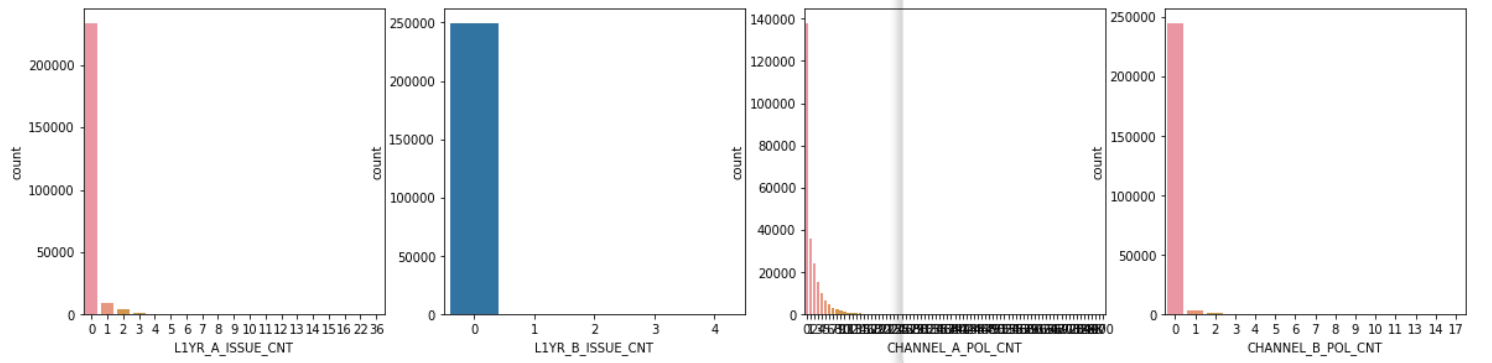 count
200000
150000
100000
50000
0
0 1 2 3 4 5 6 7 8 9 10 11 12 13 14 15 16 22 36
L1YR_A_ISSUE_CNT
count
250000
200000
150000
100000
50000
0
0 1 2 3 4
L1YR_B_ISSUE_CNT
count
140000
120000
100000
80000
60000
40000
20000
0
CHANNEL_A_POL_CNT
count
250000
200000
150000
100000
50000
0
0 1 2 3 4 5 6 7 8 9 10 11 12 13 14 17
CHANNEL_B_POL_CNT